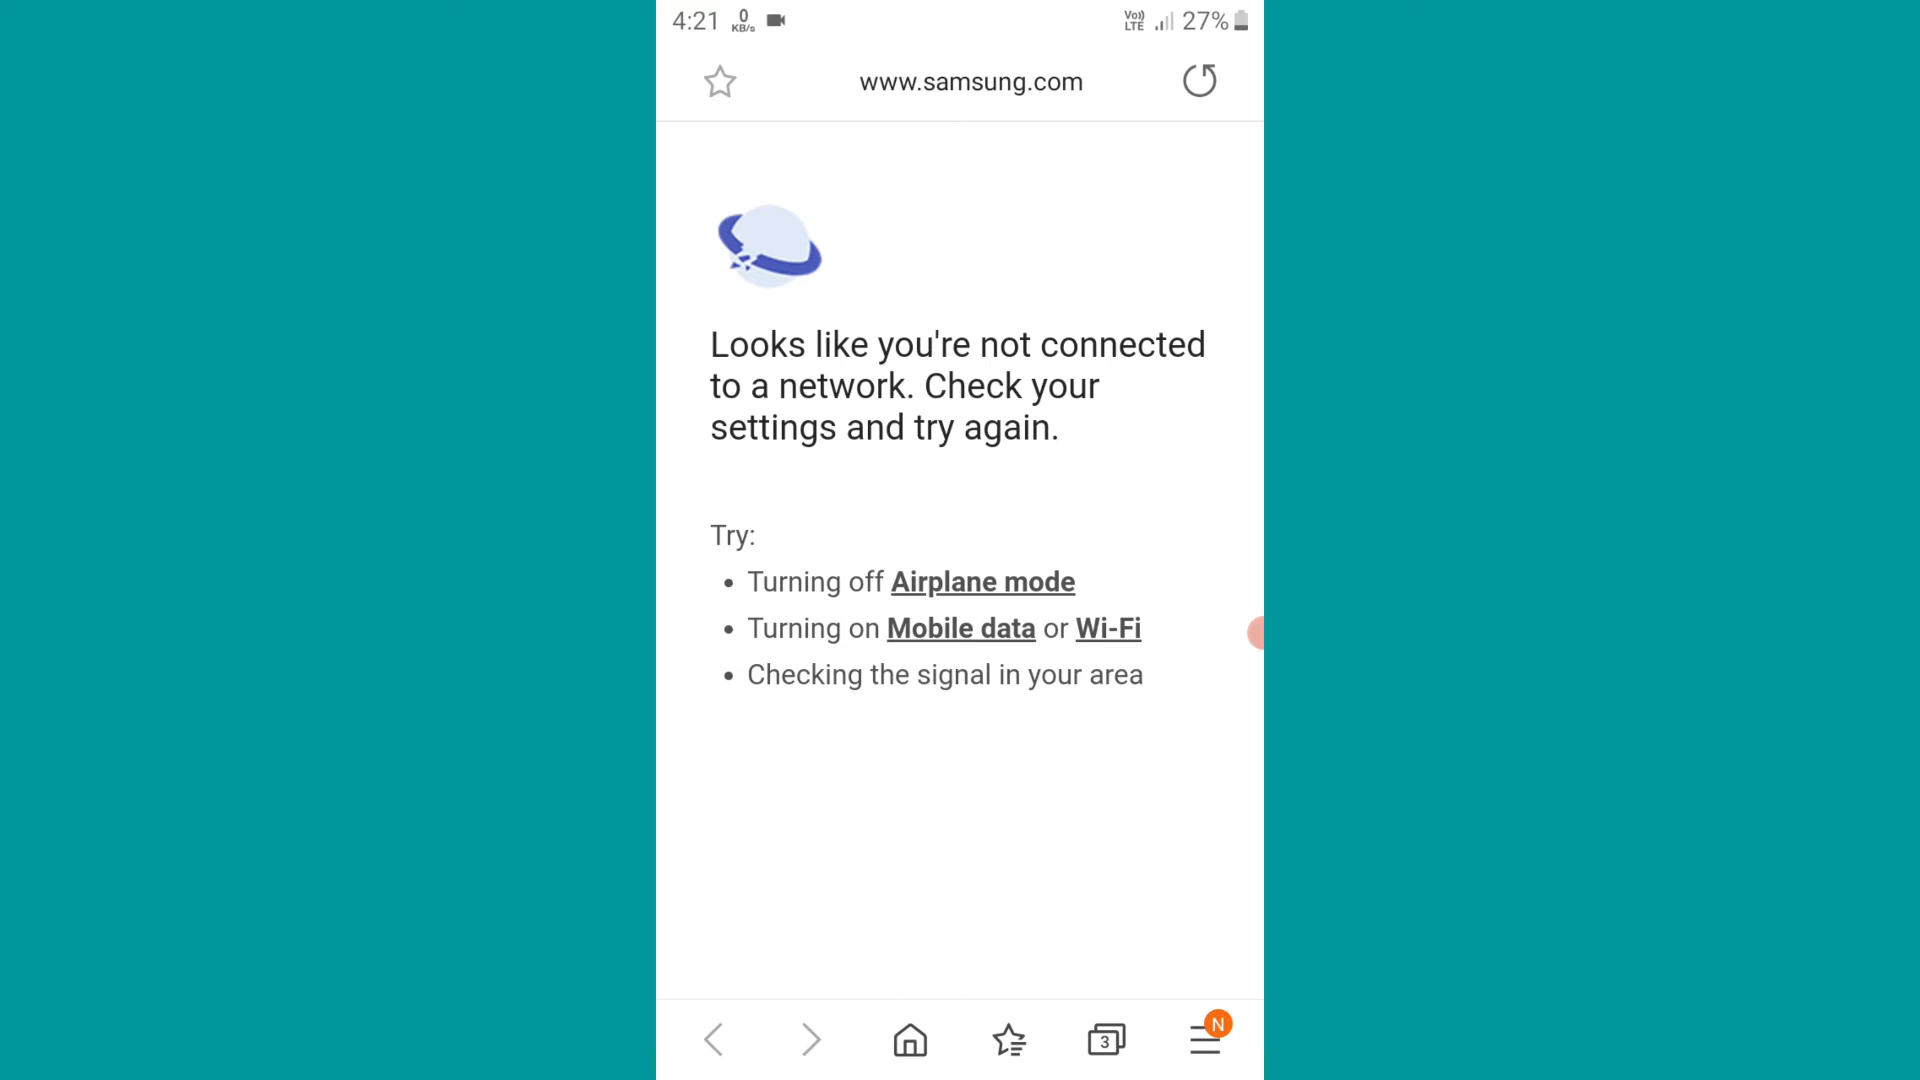 4:21 0 KB/s Vo)) LTE 27%
www.samsung.com
Looks like you're not connected
to a network. Check your
settings and try again.
Try:
• Turning off Airplane mode
• Turning on Mobile data or Wi-Fi
• Checking the signal in your area
3
N